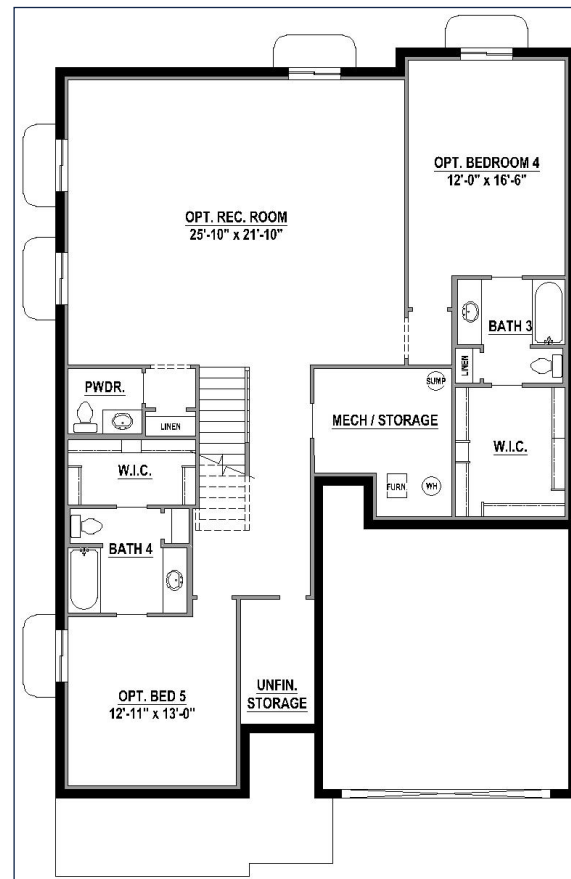 OPT. BEDROOM 4
12'-0" x 16'-6"
OPT. REC. ROOM
25'-10" x 21'-10"
BATH 3
LINEN
PWDR.
LINEN
SUMP
MECH / STORAGE
W.I.C.
W.I.C.
FURN
WH
BATH 4
OPT. BED 5
12'-11" x 13'-0"
UNFIN.
STORAGE